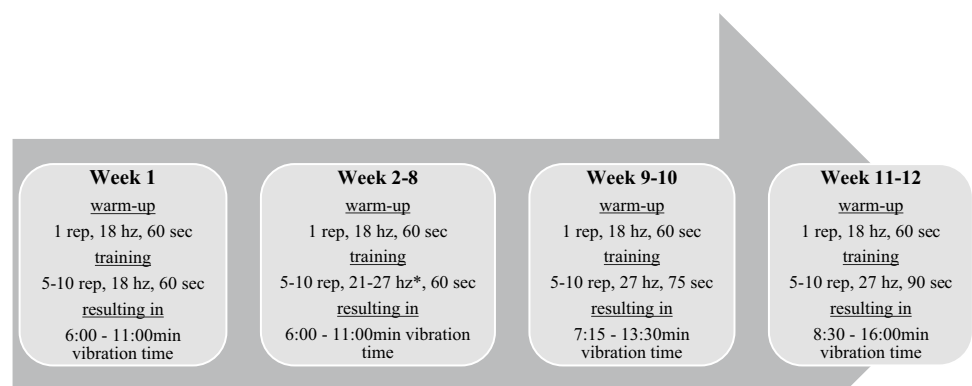 Week 1
warm-up
1 rep, 18 hz, 60 sec
training
5-10 rep, 18 hz, 60 sec
resulting in
6:00 - 11:00min
vibration time
Week 2-8
warm-up
1 rep, 18 hz, 60 sec
training
5-10 rep, 21-27 hz*, 60 sec
resulting in
6:00 - 11:00min vibration
time
Week 9-10
warm-up
1 rep, 18 hz, 60 sec
training
5-10 rep, 27 hz, 75 sec
resulting in
7:15 - 13:30min
vibration time
Week 11-12
warm-up
1 rep, 18 hz, 60 sec
training
5-10 rep, 27 hz, 90 sec
resulting in
8:30 - 16:00min
vibration time